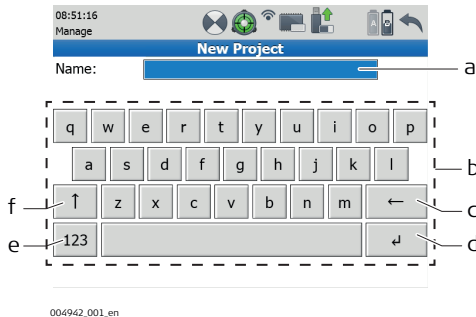 08:51:16
Manage
A B
New Project
Name:
a
q w e r t y u i o p
a s d f g h j k l
b
f ↑ z x c v b n m ← c
e 123 ↵ d
004942_001_en